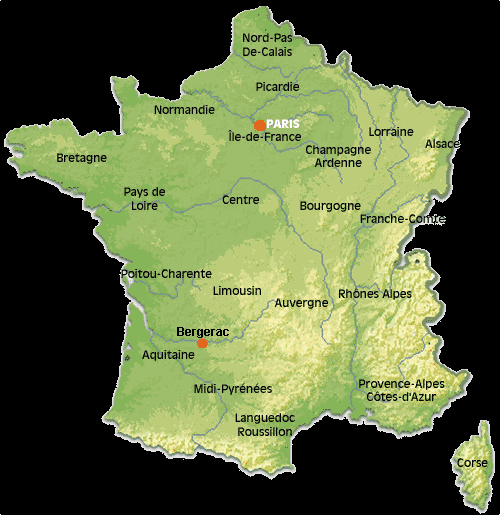 Nord-Pas
De-Calais
Picardie
Normandie
PARIS
Île-de-France
Lorraine
Alsace
Champagne
Ardenne
Bretagne
Pays de
Loire
Centre
Bourgogne
Franche-Comté
Poitou-Charente
Limousin
Auvergne
Rhônes Alpes
Bergerac
Aquitaine
Midi-Pyrénées
Provence-Alpes
Côtes-d'Azur
Languedoc
Roussillon
Corse